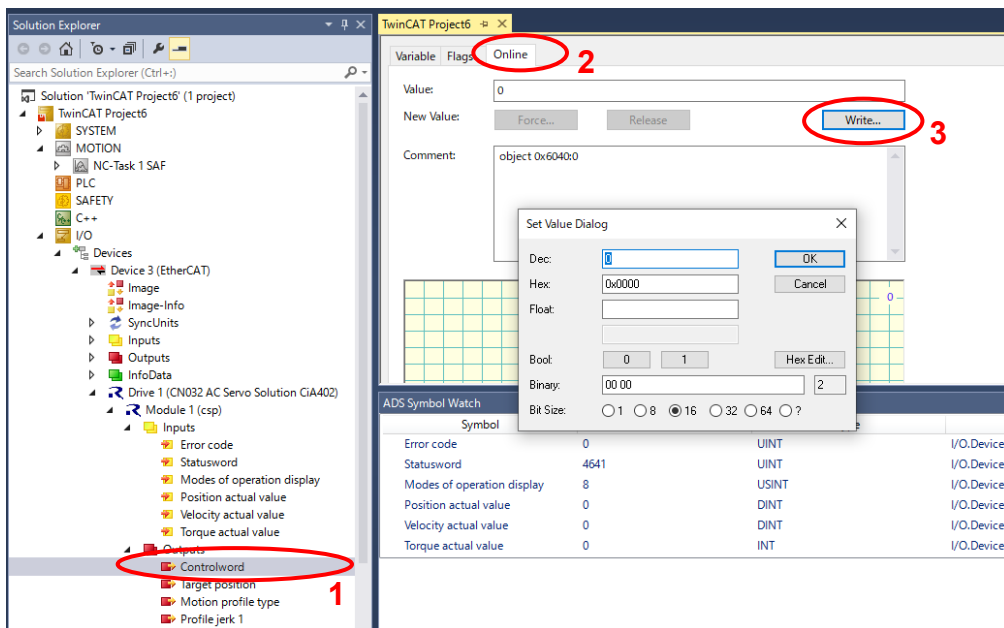 Solution Explorer
Search Solution Explorer (Ctrl+:)
Solution 'TwinCAT Project6' (1 project)
TwinCAT Project6
SYSTEM
MOTION
NC-Task 1 SAF
PLC
SAFETY
C++
I/O
Devices
Device 3 (EtherCAT)
Image
Image-Info
SyncUnits
Inputs
Outputs
InfoData
Drive 1 (CN032 AC Servo Solution CiA402)
Module 1 (csp)
Inputs
Error code
Statusword
Modes of operation display
Position actual value
Velocity actual value
Torque actual value
Outputs
Controlword
Target position
Motion profile type
Profile jerk 1
1
TwinCAT Project6
Variable Flags Online
2
Value: 0
New Value: Force... Release Write...
3
Comment: object 0x6040:0
0
Set Value Dialog
Dec: 0 OK
Hex: 0x0000 Cancel
Float:
Bool: 0 1 Hex Edit...
Binary: 00 00 2
Bit Size: 1 8 16 32 64 ?
ADS Symbol Watch
Symbol
Error code 0 UINT I/O.Device
Statusword 4641 UINT I/O.Device
Modes of operation display 8 USINT I/O.Device
Position actual value 0 DINT I/O.Device
Velocity actual value 0 DINT I/O.Device
Torque actual value 0 INT I/O.Device